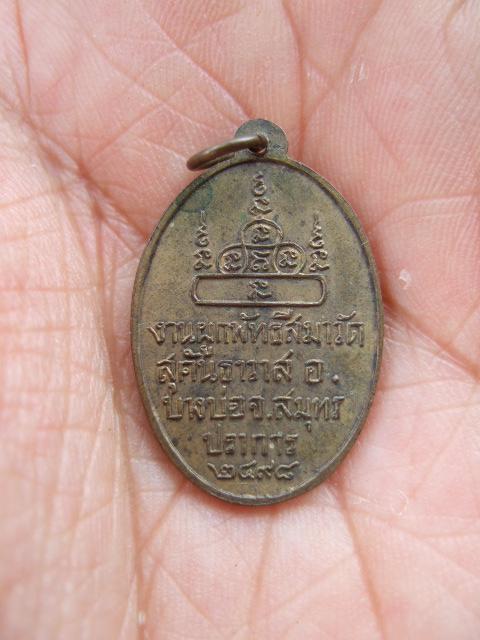 งานผูกพัทธสีมาวัด
สุคันธาวาส อ.
บางบ่อจ.สมุทร
ปราการ
๒๔๙๘